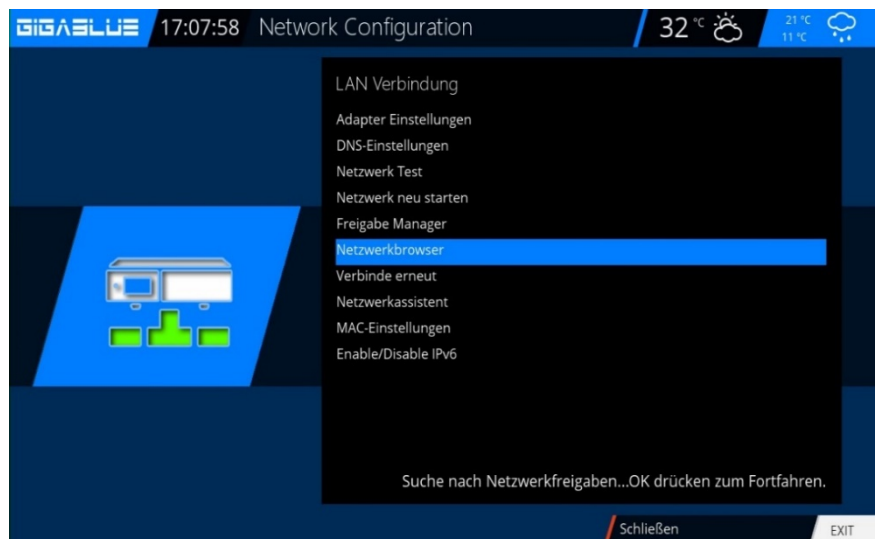 GIGABLUE 17:07:58 Network Configuration 32 °C 21 °C
11 °C
LAN Verbindung
Adapter Einstellungen
DNS-Einstellungen
Netzwerk Test
Netzwerk neu starten
Freigabe Manager
Netzwerkbrowser
Verbinde erneut
Netzwerkassistent
MAC-Einstellungen
Enable/Disable IPv6
Suche nach Netzwerkfreigaben...OK drücken zum Fortfahren.
Schließen EXIT